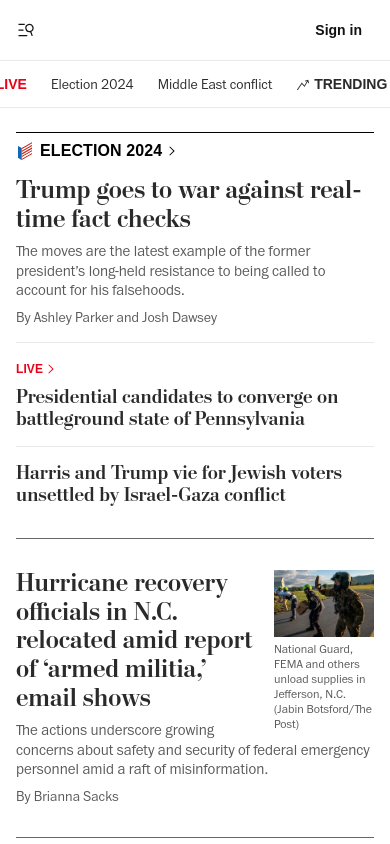 Sign in
LIVE
Election 2024
Middle East conflict
TRENDING
ELECTION 2024
Trump goes to war against real-
time fact checks
The moves are the latest example of the former
president's long-held resistance to being called to
account for his falsehoods.
By Ashley Parker and Josh Dawsey
LIVE
Presidential candidates to converge on
battleground state of Pennsylvania
Harris and Trump vie for Jewish voters
unsettled by Israel-Gaza conflict
Hurricane recovery
officials in N.C.
relocated amid report
of ‘armed militia,’
email shows
National Guard,
FEMA and others
unload supplies in
Jefferson, N.C.
(Jabin Botsford/The
Post)
The actions underscore growing
concerns about safety and security of federal emergency
personnel amid a raft of misinformation.
By Brianna Sacks